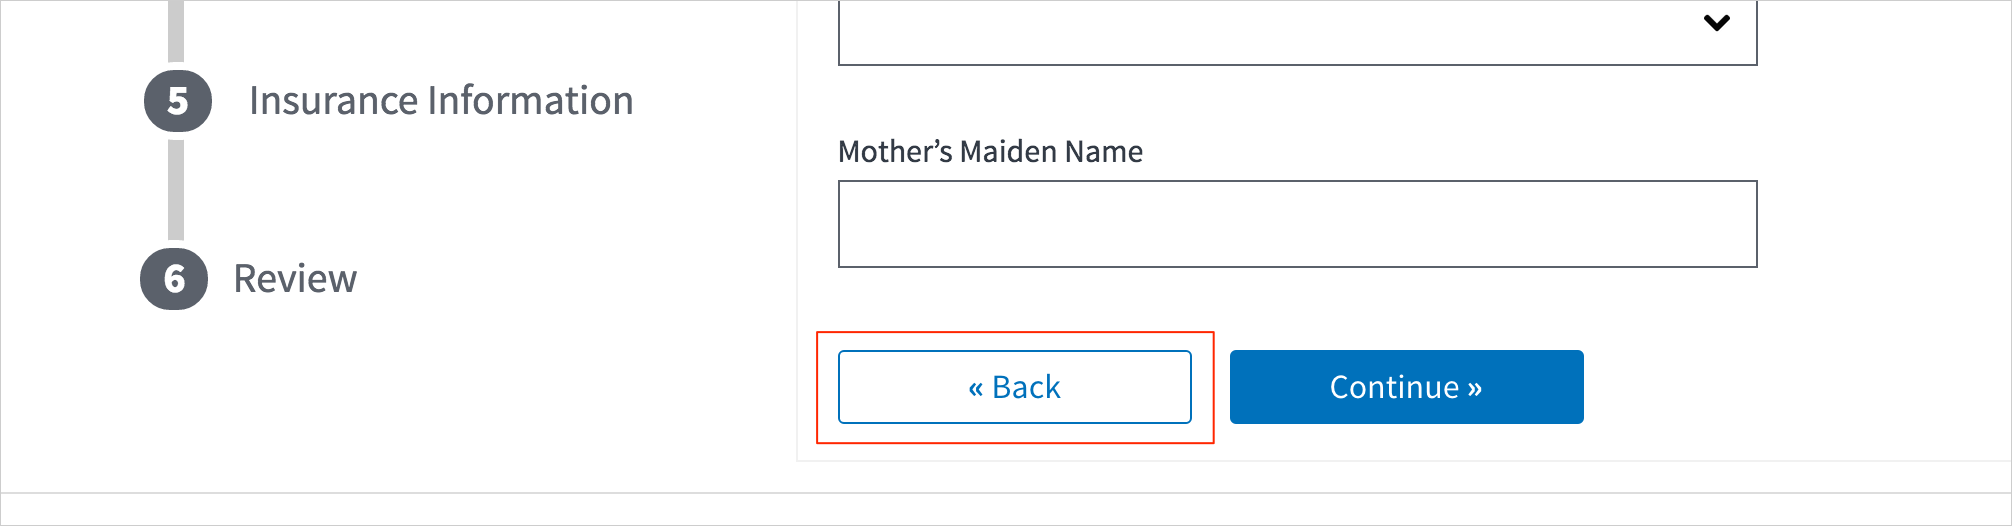 5 Insurance Information
6 Review
Mother’s Maiden Name
« Back
Continue »